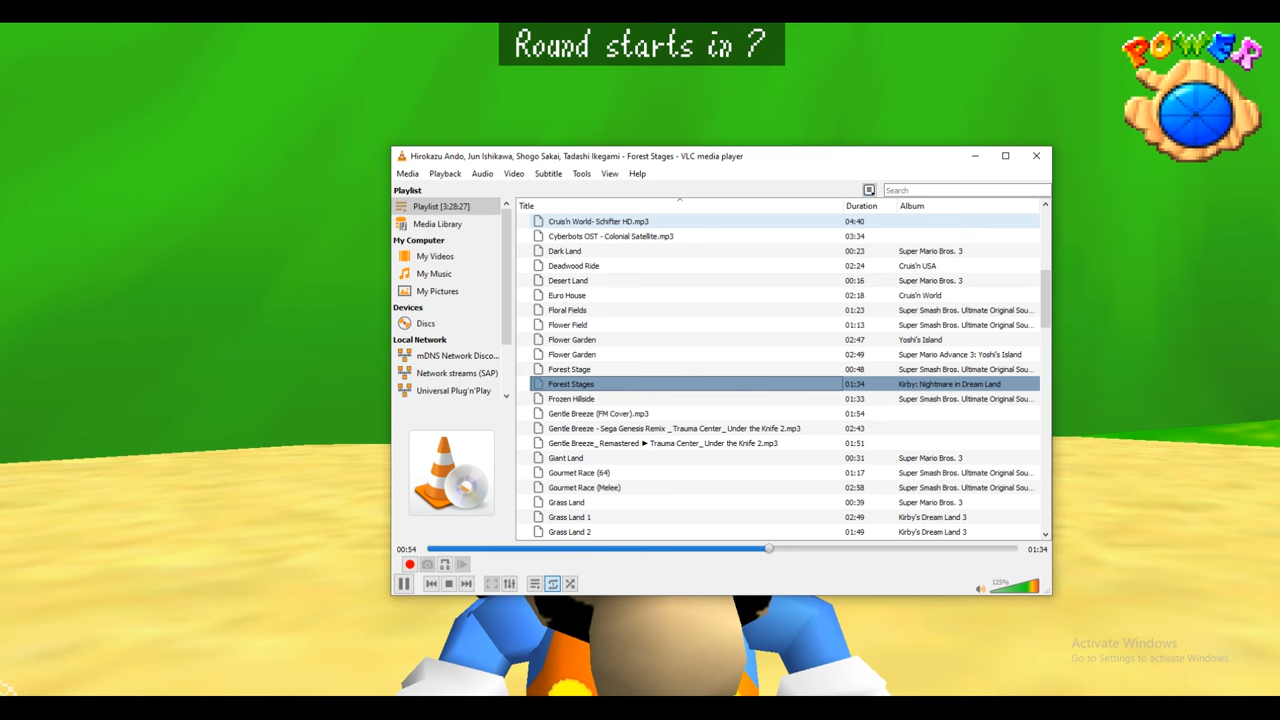 Round starts in 7
POWER
Hirokazu Ando, Jun Ishikawa, Shogo Sakai, Tadashi Ikegami - Forest Stages - VLC media player
Media Playback Audio Video Subtitle Tools View Help
Playlist
Search
Playlist [3:28:27]
Media Library
My Computer
My Videos
My Music
My Pictures
Devices
Discs
Local Network
mDNS Network Disco...
Network streams (SAP)
Universal Plug'n'Play
Title Duration Album
Cruis'n World- Schifter HD.mp3 04:40
Cyberbots OST - Colonial Satellite.mp3 03:34
Dark Land 00:23 Super Mario Bros. 3
Deadwood Ride 02:24 Cruis'n USA
Desert Land 00:16 Super Mario Bros. 3
Euro House 02:18 Cruis'n World
Floral Fields 01:23 Super Smash Bros. Ultimate Original Sou...
Flower Field 01:13 Super Smash Bros. Ultimate Original Sou...
Flower Garden 02:47 Yoshi's Island
Flower Garden 02:49 Super Mario Advance 3: Yoshi's Island
Forest Stage 00:48 Super Smash Bros. Ultimate Original Sou...
Forest Stages 01:34 Kirby: Nightmare in Dream Land
Frozen Hillside 01:33 Super Smash Bros. Ultimate Original Sou...
Gentle Breeze (FM Cover).mp3 01:54
Gentle Breeze - Sega Genesis Remix _ Trauma Center_ Under the Knife 2.mp3 02:43
Gentle Breeze_ Remastered ► Trauma Center_ Under the Knife 2.mp3 01:51
Giant Land 00:31 Super Mario Bros. 3
Gourmet Race (64) 01:17 Super Smash Bros. Ultimate Original Sou...
Gourmet Race (Melee) 02:58 Super Smash Bros. Ultimate Original Sou...
Grass Land 00:39 Super Mario Bros. 3
Grass Land 1 02:49 Kirby's Dream Land 3
Grass Land 2 01:49 Kirby's Dream Land 3
00:54 01:34
125%
Activate Windows
Go to Settings to activate Windows.